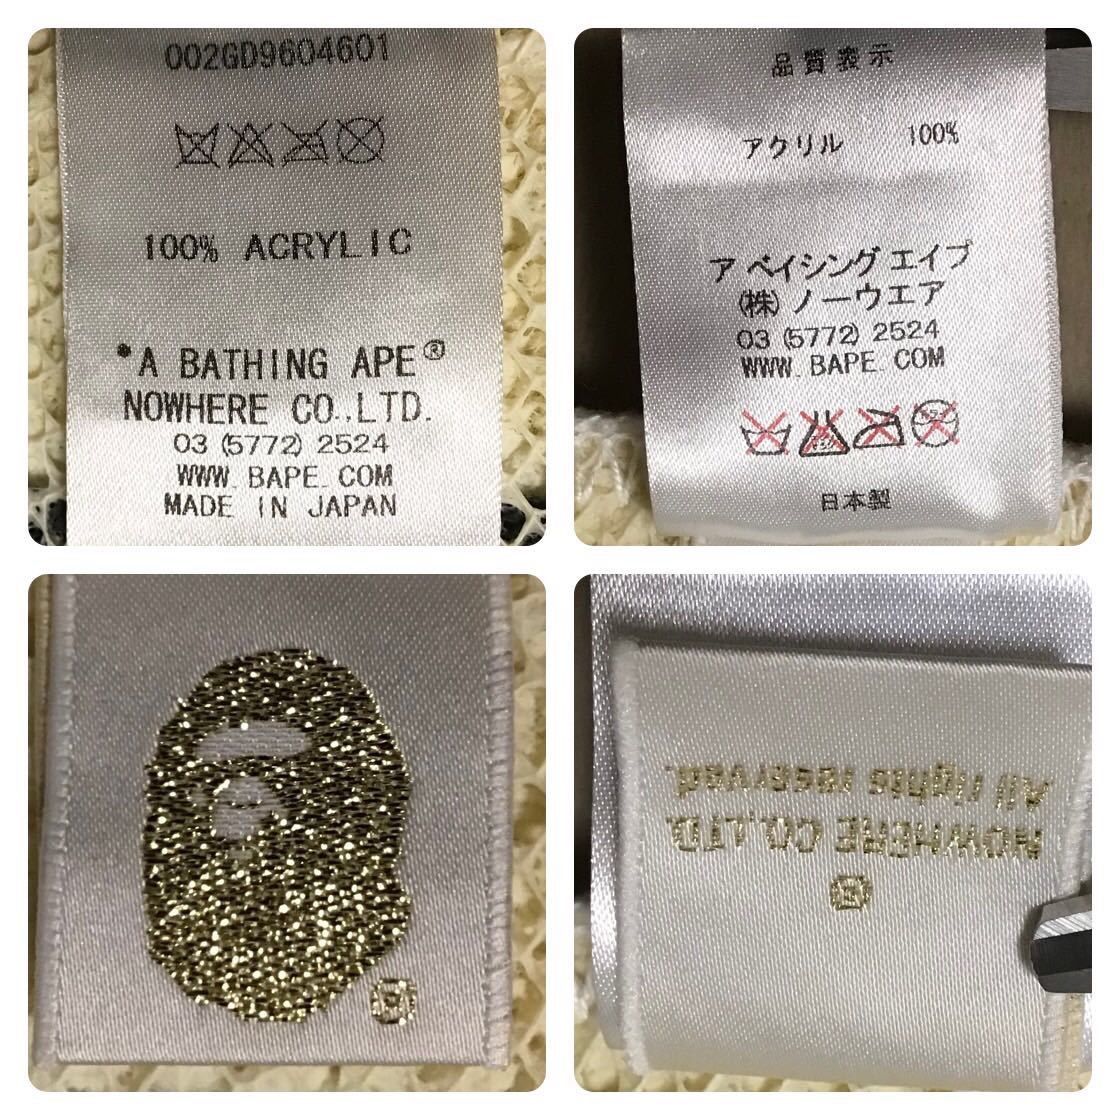 002GD9604601
100% ACRYLIC
*A BATHING APE®
NOWHERE CO.,LTD.
03 (5772) 2524
WWW. BAPE. COM
MADE IN JAPAN
品質表示
アクリル 100%
ア ベイシング エイプ
(株) ノーウエア
03 (5772) 2524
WWW. BAPE. COM
日本製
®
®
NOWHERE CO.,LTD.
All rights reserved.